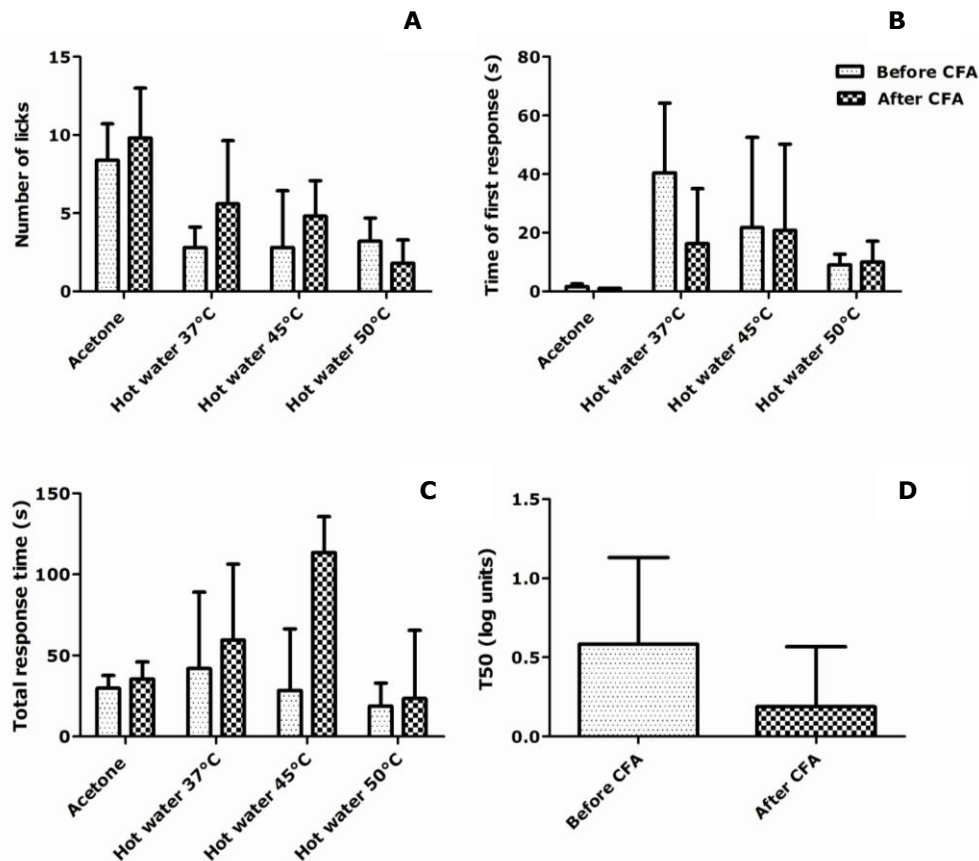 A
Number of licks
15
10
5
0
Acetone
Hot water 37°C
Hot water 45°C
Hot water 50°C
B
Time of first response (s)
80
60
40
20
0
Before CFA
After CFA
Acetone
Hot water 37°C
Hot water 45°C
Hot water 50°C
C
Total response time (s)
150
100
50
0
Acetone
Hot water 37°C
Hot water 45°C
Hot water 50°C
D
T50 (log units)
1.5
1.0
0.5
0.0
Before CFA
After CFA